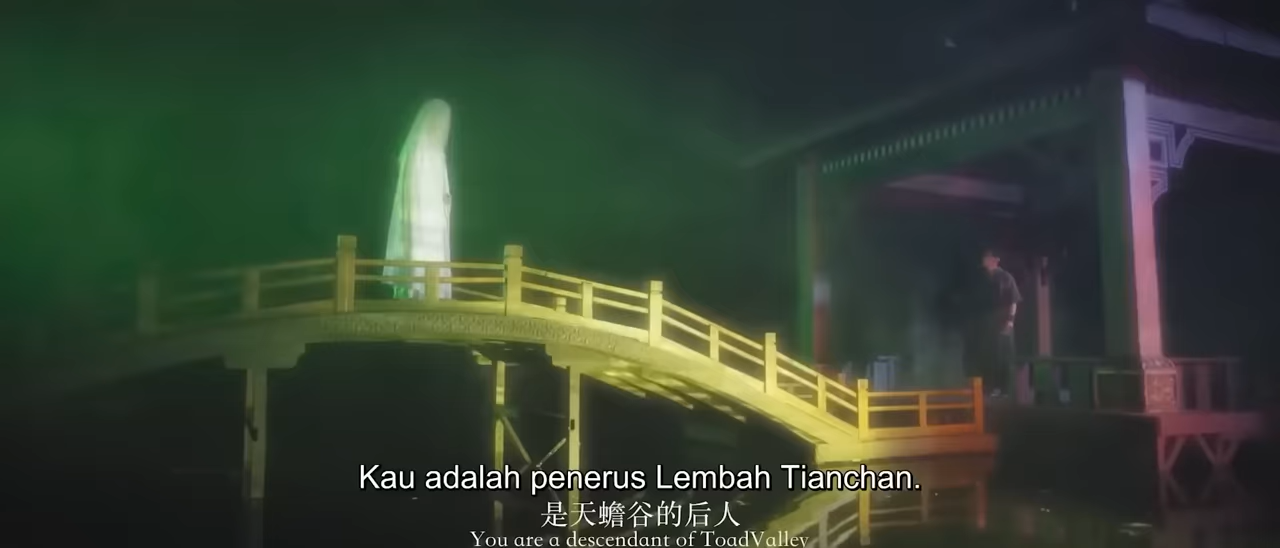 Kau adalah penerus Lembah Tianchan.
是天蟾谷的后人
You are a descendant of ToadValley